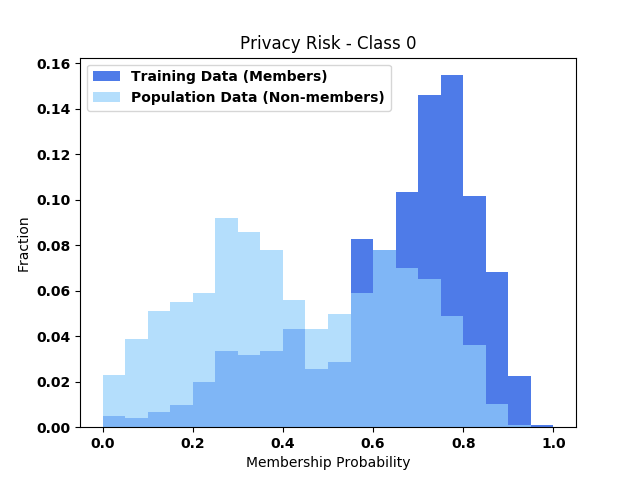 Privacy Risk - Class 0
Training Data (Members)
Population Data (Non-members)
0.16
0.14
0.12
0.10
0.08
0.06
0.04
0.02
0.00
Fraction
0.0 0.2 0.4 0.6 0.8 1.0
Membership Probability